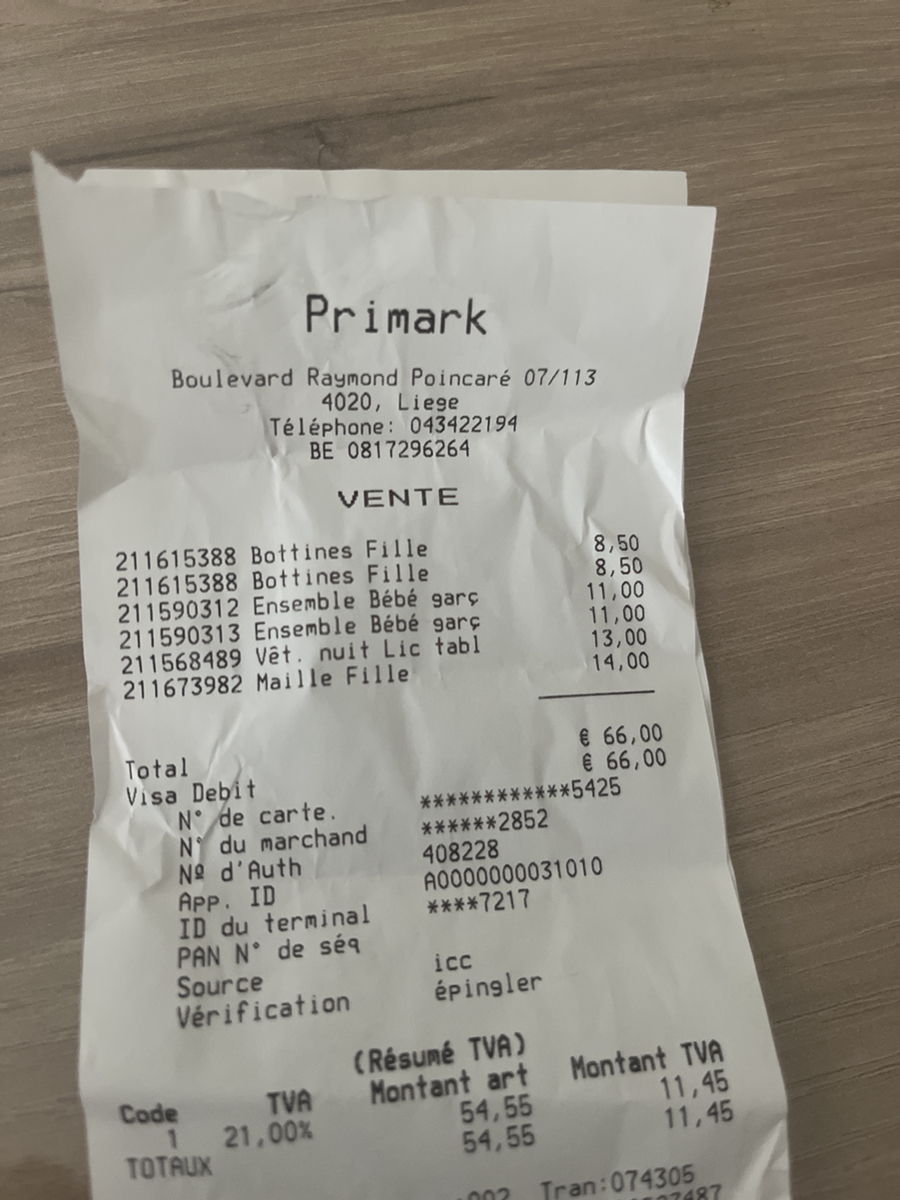 Primark
Boulevard Raymond Poincaré 07/113
4020, Liege
Téléphone: 043422194
BE 0817296264
VENTE
211615388 Bottines Fille 8,50
211615388 Bottines Fille 8,50
211590312 Ensemble Bébé garç 11,00
211590313 Ensemble Bébé garç 11,00
211568489 Vêt. nuit Lic tabl 13,00
211673982 Maille Fille 14,00
Total € 66,00
Visa Debit € 66,00
N° de carte. ************5425
N° du marchand ******2852
Nº d'Auth 408228
App. ID A0000000031010
ID du terminal ****7217
PAN N° de séq
Source icc
Vérification épingler
(Résumé TVA)
Code TVA Montant art Montant TVA
1 21,00% 54,55 11,45
TOTAUX 54,55 11,45
Tran:074305